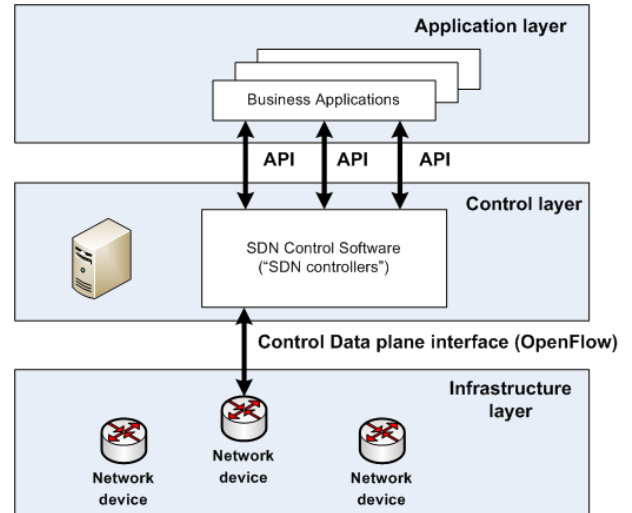 Application layer
Business Applications
API
API
API
Control layer
SDN Control Software
(“SDN controllers”)
Control Data plane interface (OpenFlow)
Infrastructure
layer
Network
device
Network
device
Network
device